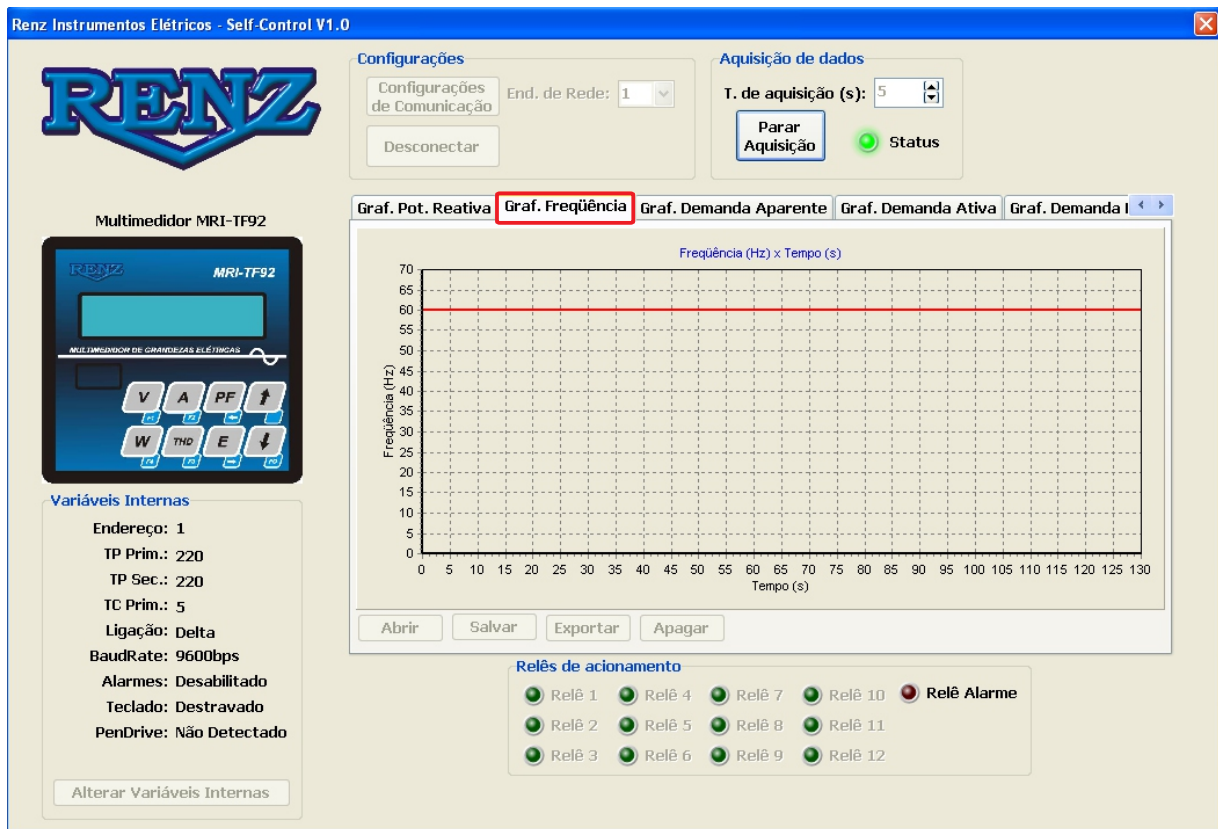 Renz Instrumentos Elétricos - Self-Control V1.0
RENZ
Configurações
Configurações
de Comunicação
End. de Rede: 1
Desconectar
Aquisição de dados
T. de aquisição (s): 5
Parar
Aquisição
Status
Multimedidor MRI-TF92
RENZ
MRI-TF92
MULTIMEDIDOR DE GRANDEZAS ELÉTRICAS
V A PF
F1 F2
W THD E
F4 F5
Graf. Pot. Reativa Graf. Freqüência Graf. Demanda Aparente Graf. Demanda Ativa Graf. Demanda
Freqüência (Hz) x Tempo (s)
Freqüência (Hz)
70
65
60
55
50
45
40
35
30
25
20
15
10
5
0
0 5 10 15 20 25 30 35 40 45 50 55 60 65 70 75 80 85 90 95 100 105 110 115 120 125 130
Tempo (s)
Abrir Salvar Exportar Apagar
Variáveis Internas
Endereço: 1
TP Prim.: 220
TP Sec.: 220
TC Prim.: 5
Ligação: Delta
BaudRate: 9600bps
Alarmes: Desabilitado
Teclado: Destravado
PenDrive: Não Detectado
Alterar Variáveis Internas
Relês de acionamento
Relê 1 Relê 4 Relê 7 Relê 10 Relê Alarme
Relê 2 Relê 5 Relê 8 Relê 11
Relê 3 Relê 6 Relê 9 Relê 12